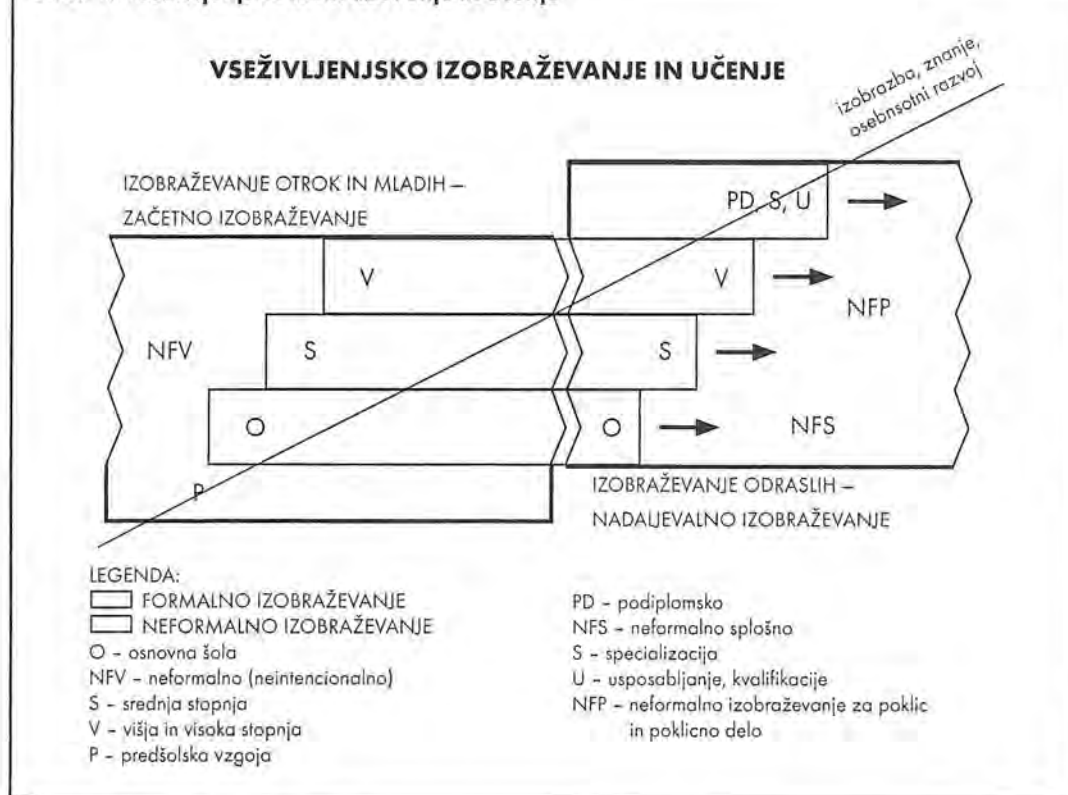 VSEŽIVLJENJSKO IZOBRAŽEVANJE IN UČENJE
izobrazba, znanje,
osebnsotni razvoj
IZOBRAŽEVANJE OTROK IN MLADIH –
ZAČETNO IZOBRAŽEVANJE
PD, S, U
V
V
NFP
NFV
S
S
O
O
NFS
P
IZOBRAŽEVANJE ODRASLIH –
NADALJEVALNO IZOBRAŽEVANJE
LEGENDA:
FORMALNO IZOBRAŽEVANJE
NEFORMALNO IZOBRAŽEVANJE
O – osnovna šola
NFV – neformalno (neintencionalno)
S – srednja stopnja
V – višja in visoka stopnja
P – predšolska vzgoja
PD – podiplomsko
NFS – neformalno splošno
S – specializacija
U – usposabljanje, kvalifikacije
NFP – neformalno izobraževanje za poklic
in poklicno delo